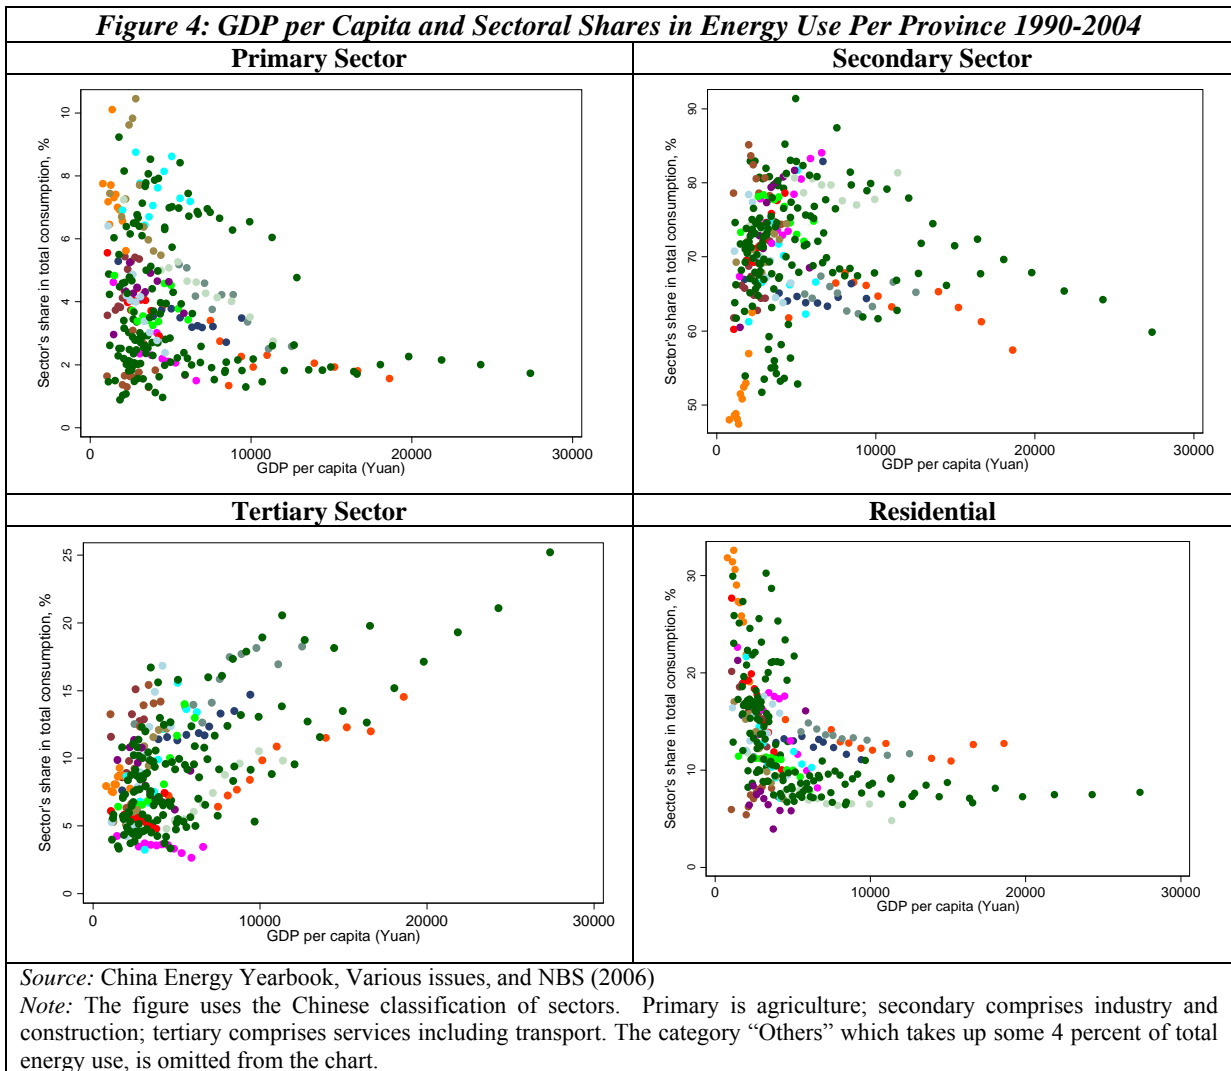 Figure 4: GDP per Capita and Sectoral Shares in Energy Use Per Province 1990-2004
Primary Sector
Secondary Sector
Sector's share in total consumption, %
10
8
6
4
2
0
0
10000
20000
30000
GDP per capita (Yuan)
Sector's share in total consumption, %
90
80
70
60
50
0
10000
20000
30000
GDP per capita (Yuan)
Tertiary Sector
Residential
Sector's share in total consumption, %
25
20
15
10
5
0
0
10000
20000
30000
GDP per capita (Yuan)
Sector's share in total consumption, %
30
20
10
0
0
10000
20000
30000
GDP per capita (Yuan)
Source: China Energy Yearbook, Various issues, and NBS (2006)
Note: The figure uses the Chinese classification of sectors. Primary is agriculture; secondary comprises industry and
construction; tertiary comprises services including transport. The category “Others” which takes up some 4 percent of total
energy use, is omitted from the chart.